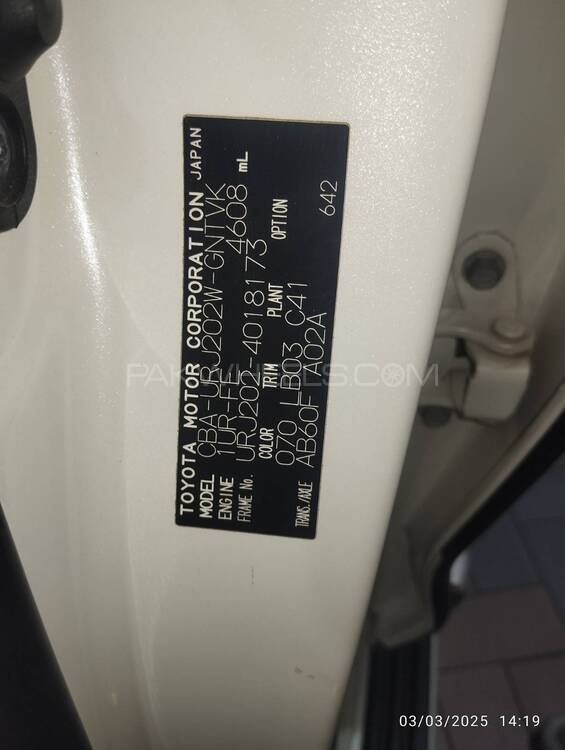 TOYOTA MOTOR CORPORATION JAPAN
MODEL CBA-URJ202W-GNTVK
ENGINE 1UR-FE 4608 mL
FRAME No. URJ202-4018173
COLOR TRIM PLANT OPTION
070 LB03 C41 642
TRANS./AXLE AB60F A02A
PAKWHEELS.COM
03/03/2025 14:19